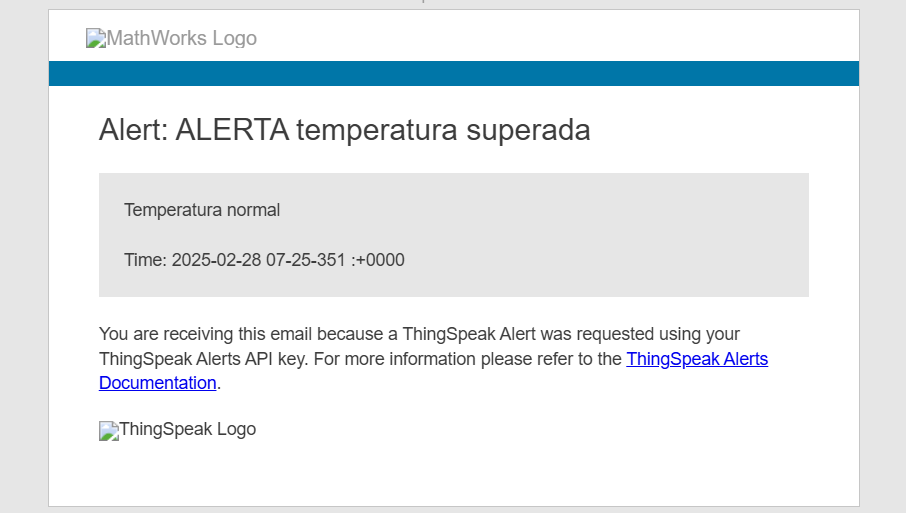 MathWorks Logo
Alert: ALERTA temperatura superada
Temperatura normal
Time: 2025-02-28 07-25-351 :+0000
You are receiving this email because a ThingSpeak Alert was requested using your
ThingSpeak Alerts API key. For more information please refer to the ThingSpeak Alerts
Documentation.
ThingSpeak Logo